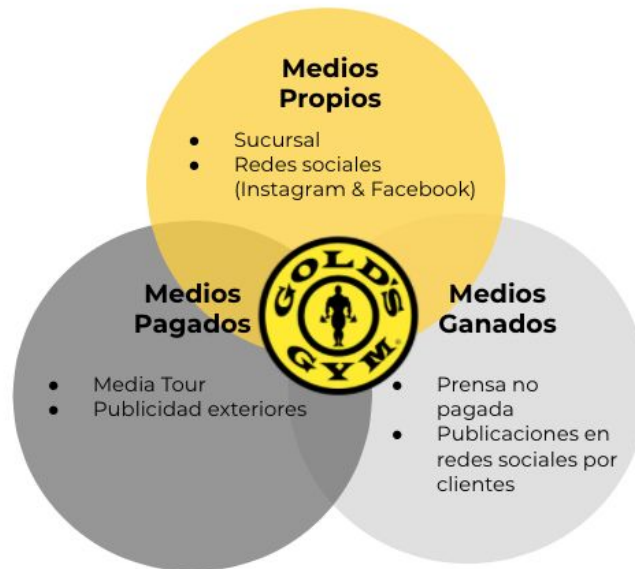 Medios
Propios
● Sucursal
● Redes sociales
(Instagram & Facebook)
GOLD'S
GYM®
Medios
Pagados
● Media Tour
● Publicidad exteriores
Medios
Ganados
● Prensa no
pagada
● Publicaciones en
redes sociales por
clientes